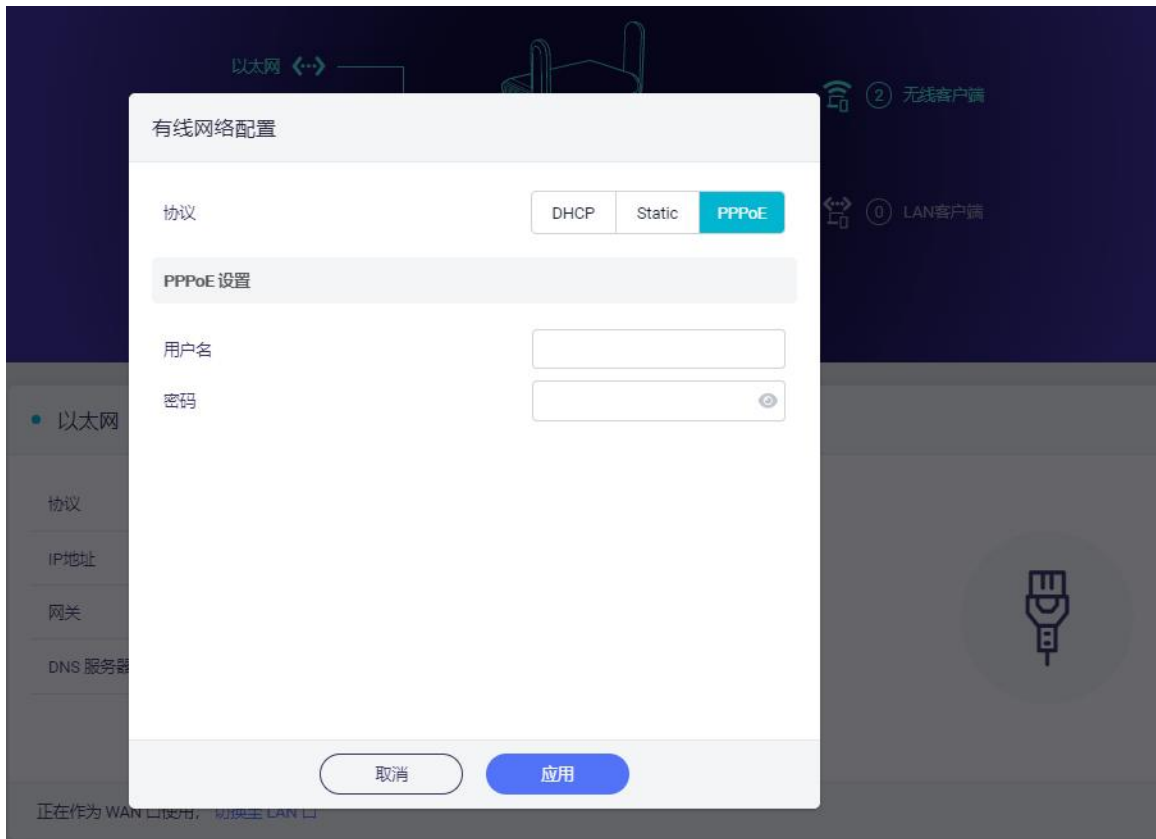 以太网
2 无线客户端
有线网络配置
协议 DHCP Static PPPoE
0 LAN客户端
PPPoE 设置
用户名
密码
以太网
协议
IP地址
网关
DNS 服务器
取消 应用
正在作为 WAN 口使用, 切换至 LAN 口